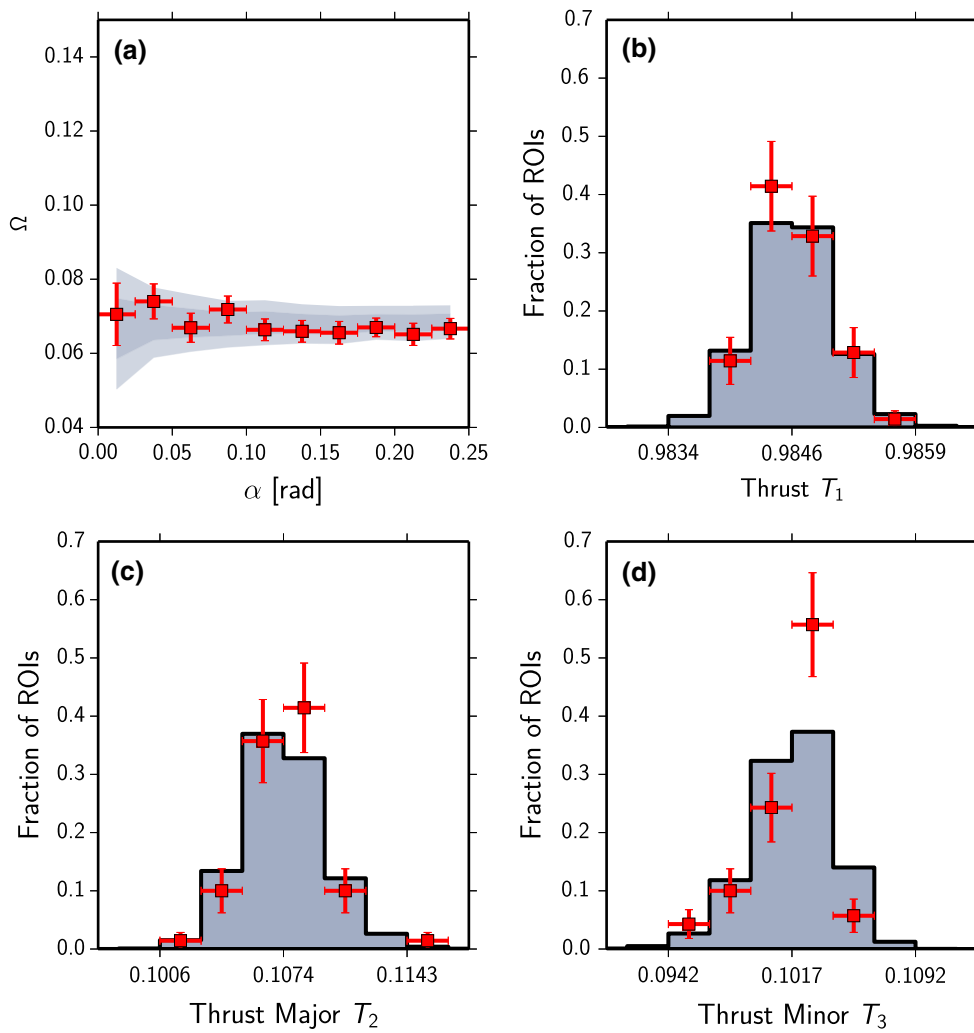 (a)
0.14
0.12
0.10
0.08
0.06
0.04
Ω
0.00 0.05 0.10 0.15 0.20 0.25
α [rad]
(b)
0.7
0.6
0.5
0.4
0.3
0.2
0.1
0.0
Fraction of ROIs
0.9834 0.9846 0.9859
Thrust T1
(c)
0.7
0.6
0.5
0.4
0.3
0.2
0.1
0.0
Fraction of ROIs
0.1006 0.1074 0.1143
Thrust Major T2
(d)
0.7
0.6
0.5
0.4
0.3
0.2
0.1
0.0
Fraction of ROIs
0.0942 0.1017 0.1092
Thrust Minor T3